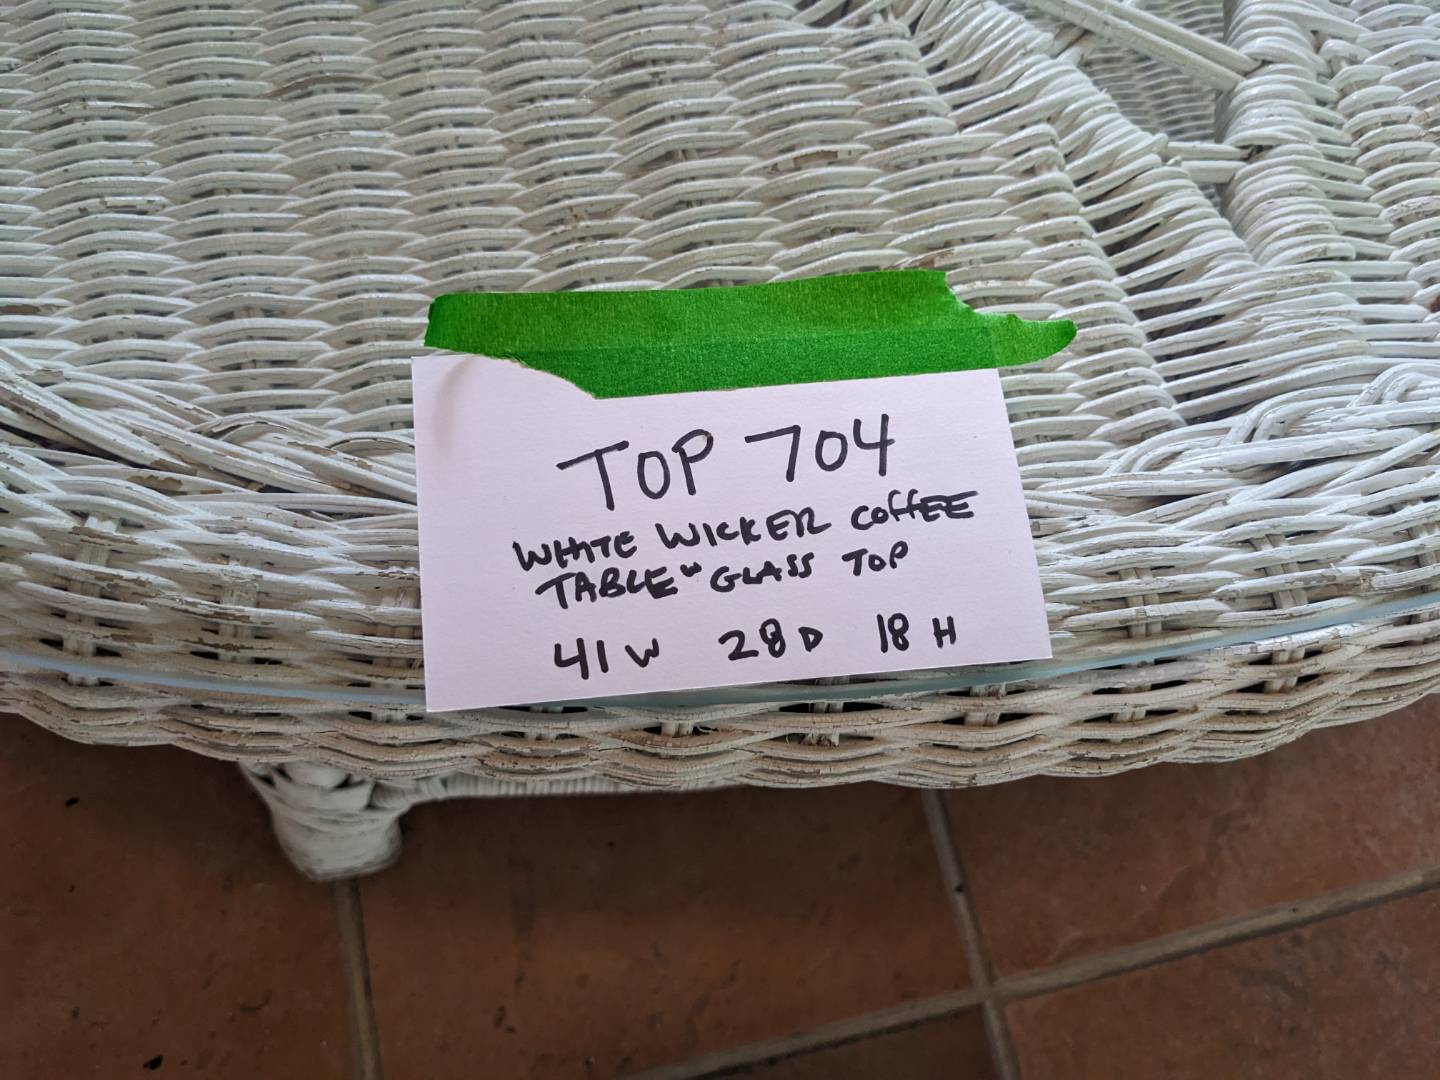 TOP 704
WHITE WICKER COFFEE
TABLE w GLASS TOP
41 W 28 D 18 H